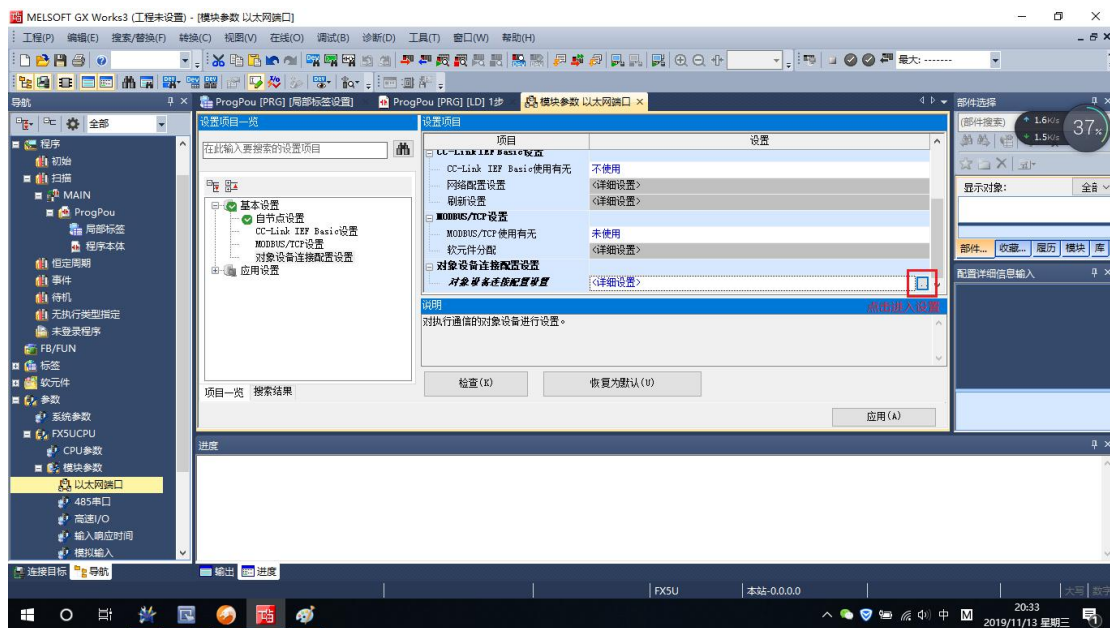 MELSOFT GX Works3 (工程未设置) - [模块参数 以太网端口]
工程(P) 编辑(E) 搜索/替换(F) 转换(C) 视图(V) 在线(O) 调试(B) 诊断(D) 工具(T) 窗口(W) 帮助(H)
最大: -------
导航
ProgPou [PRG] [局部标签设置]
ProgPou [PRG] [LD] 1步
模块参数 以太网端口
部件选择
全部
设置项目一览
设置项目
(部件搜索)
1.6K/s
1.5K/s
37%
在此输入要搜索的设置项目
项目 设置
CC-Link IEF Basic设置
CC-Link IEF Basic使用有无 不使用
网络配置设置 <详细设置>
刷新设置 <详细设置>
MODBUS/TCP设置
MODBUS/TCP使用有无 未使用
软元件分配 <详细设置>
对象设备连接配置设置
对象设备连接配置设置 <详细设置>
点击进入设置
基本设置
自节点设置
CC-Link IEF Basic设置
MODBUS/TCP设置
对象设备连接配置设置
应用设置
说明
对执行通信的对象设备进行设置。
项目一览 搜索结果
检查(K) 恢复为默认(U)
应用(A)
显示对象:
部件... 收藏... 履历 模块 库
配置详细信息输入
程序
初始
扫描
MAIN
ProgPou
局部标签
程序本体
恒定周期
事件
待机
无执行类型指定
未登录程序
FB/FUN
标签
软元件
参数
系统参数
FX5UCPU
CPU参数
模块参数
以太网端口
485串口
高速I/O
输入响应时间
模拟输入
进度
连接目标 导航
输出 进度
FX5U 本站-0.0.0.0 大写 数字
中 M
20:33
2019/11/13 星期三